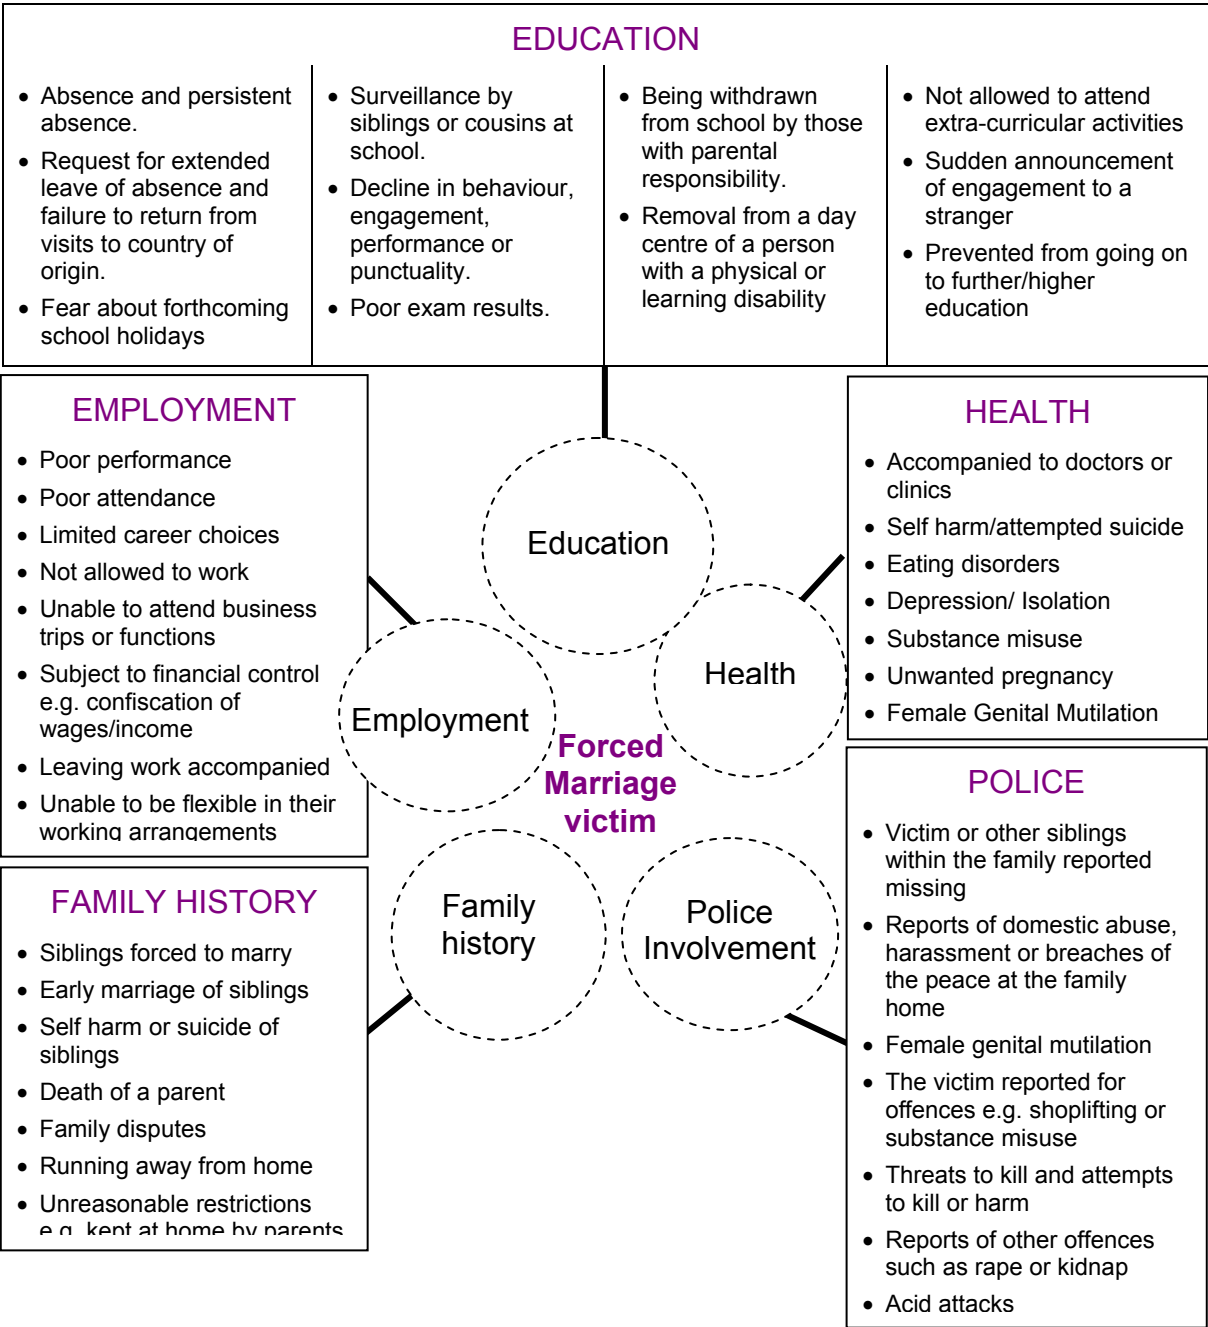 EDUCATION
• Absence and persistent
absence.
• Request for extended
leave of absence and
failure to return from
visits to country of
origin.
• Fear about forthcoming
school holidays
• Surveillance by
siblings or cousins at
school.
• Decline in behaviour,
engagement,
performance or
punctuality.
• Poor exam results.
• Being withdrawn
from school by those
with parental
responsibility.
• Removal from a day
centre of a person
with a physical or
learning disability
• Not allowed to attend
extra-curricular activities
• Sudden announcement
of engagement to a
stranger
• Prevented from going on
to further/higher
education
EMPLOYMENT
• Poor performance
• Poor attendance
• Limited career choices
• Not allowed to work
• Unable to attend business
trips or functions
• Subject to financial control
e.g. confiscation of
wages/income
• Leaving work accompanied
• Unable to be flexible in their
working arrangements
HEALTH
• Accompanied to doctors or
clinics
• Self harm/attempted suicide
• Eating disorders
• Depression/ Isolation
• Substance misuse
• Unwanted pregnancy
• Female Genital Mutilation
Education
Health
Employment
Forced
Marriage
victim
Family
history
Police
Involvement
FAMILY HISTORY
• Siblings forced to marry
• Early marriage of siblings
• Self harm or suicide of
siblings
• Death of a parent
• Family disputes
• Running away from home
• Unreasonable restrictions
e.g. kept at home by parents
POLICE
• Victim or other siblings
within the family reported
missing
• Reports of domestic abuse,
harassment or breaches of
the peace at the family
home
• Female genital mutilation
• The victim reported for
offences e.g. shoplifting or
substance misuse
• Threats to kill and attempts
to kill or harm
• Reports of other offences
such as rape or kidnap
• Acid attacks